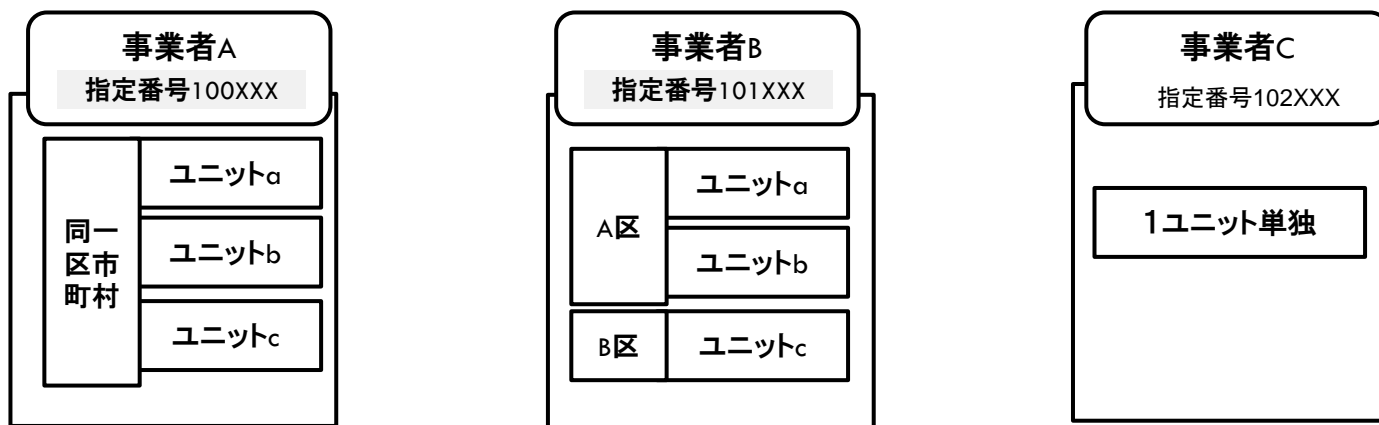 事業者A
指定番号100XXX
同一
区市
町村
ユニットa
ユニットb
ユニットc
事業者B
指定番号101XXX
A区
ユニットa
ユニットb
B区
ユニットc
事業者C
指定番号102XXX
1ユニット単独